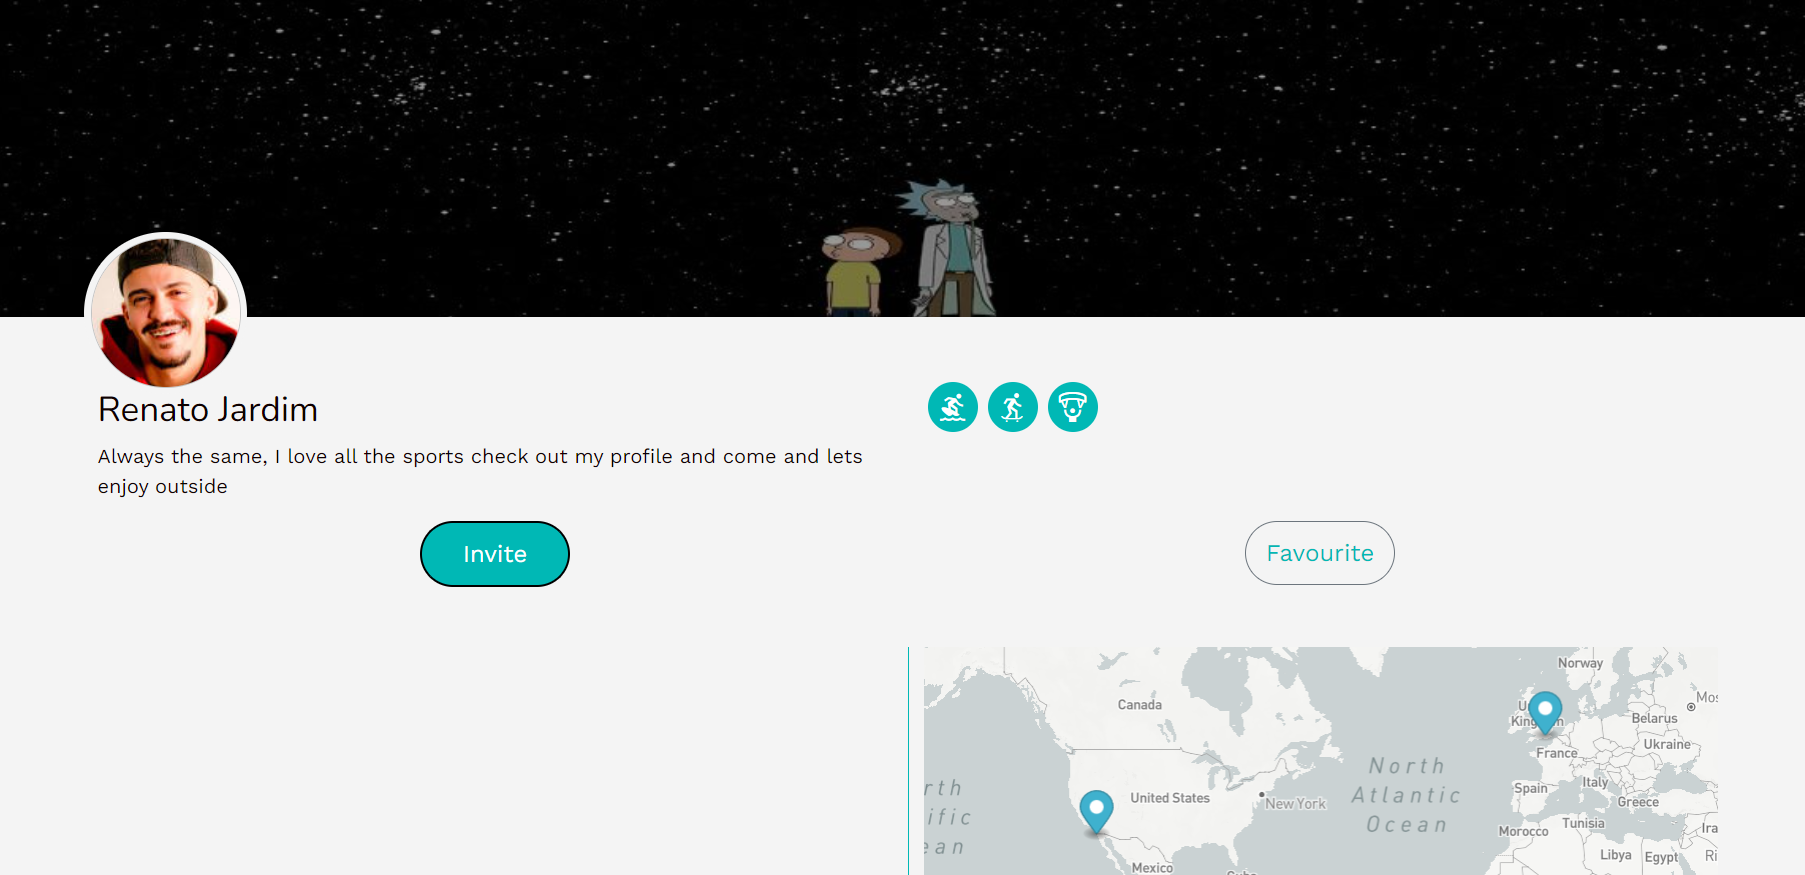 Renato Jardim
Always the same, I love all the sports check out my profile and come and lets
enjoy outside
Invite
Favourite
Norway
Canada
Mos
Kingdom
Belarus
Ukraine
France
North
Atlantic
Ocean
Italy
Spain
rth
ific
ean
United States
New York
Greece
Tunisia
Morocco
Ira
Libya
Egypt
Ri
Mexico
Cuba